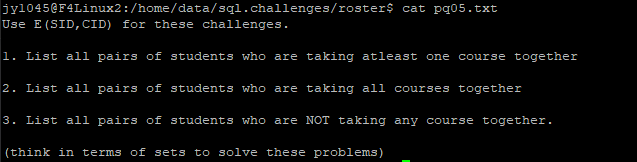 jyl045@F4Linux2:/home/data/sql.challenges/roster$ cat pq05.txt
Use E(SID,CID) for these challenges.
1. List all pairs of students who are taking atleast one course together
2. List all pairs of students who are taking all courses together
3. List all pairs of students who are NOT taking any course together.
(think in terms of sets to solve these problems)